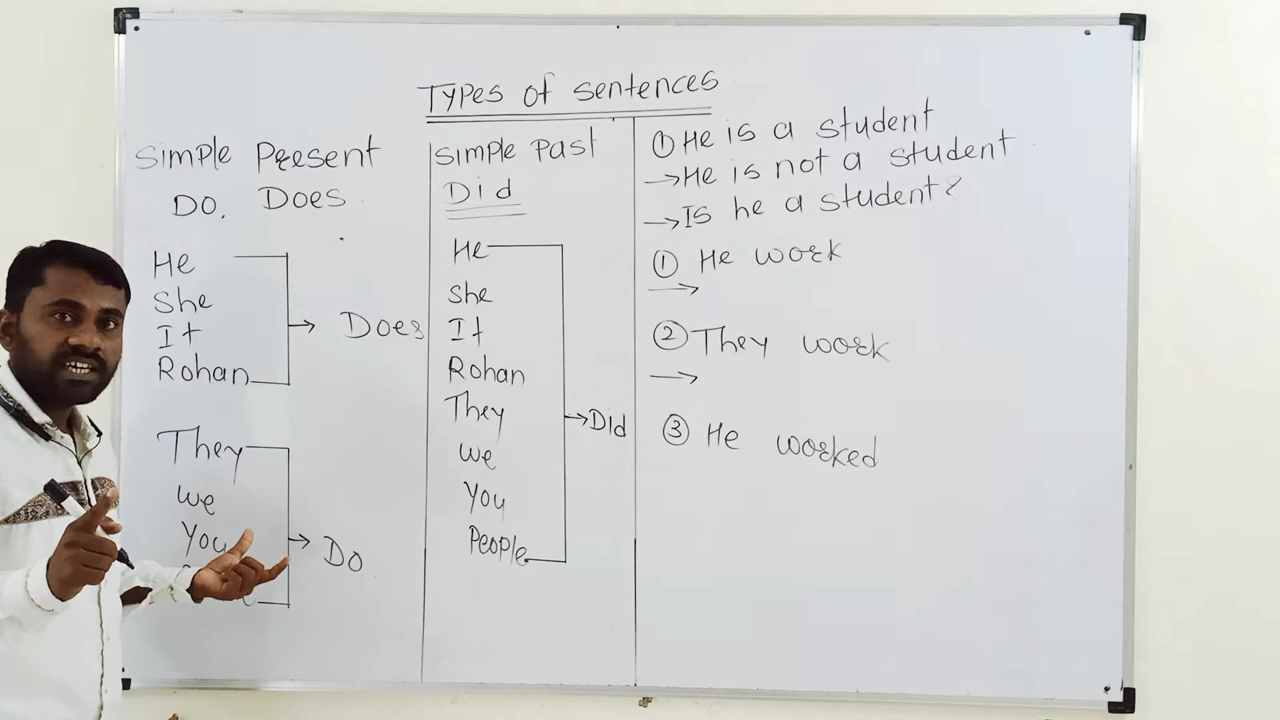 Types of sentences
Simple Present
Do, Does
He
She
It
Rohan
Does
They
we
You
Do
Simple Past
Did
He
She
It
Rohan
They
we
You
People
Did
① He is a student
→ He is not a student
→ Is he a student?
① He work
→
② They work
→
③ He worked